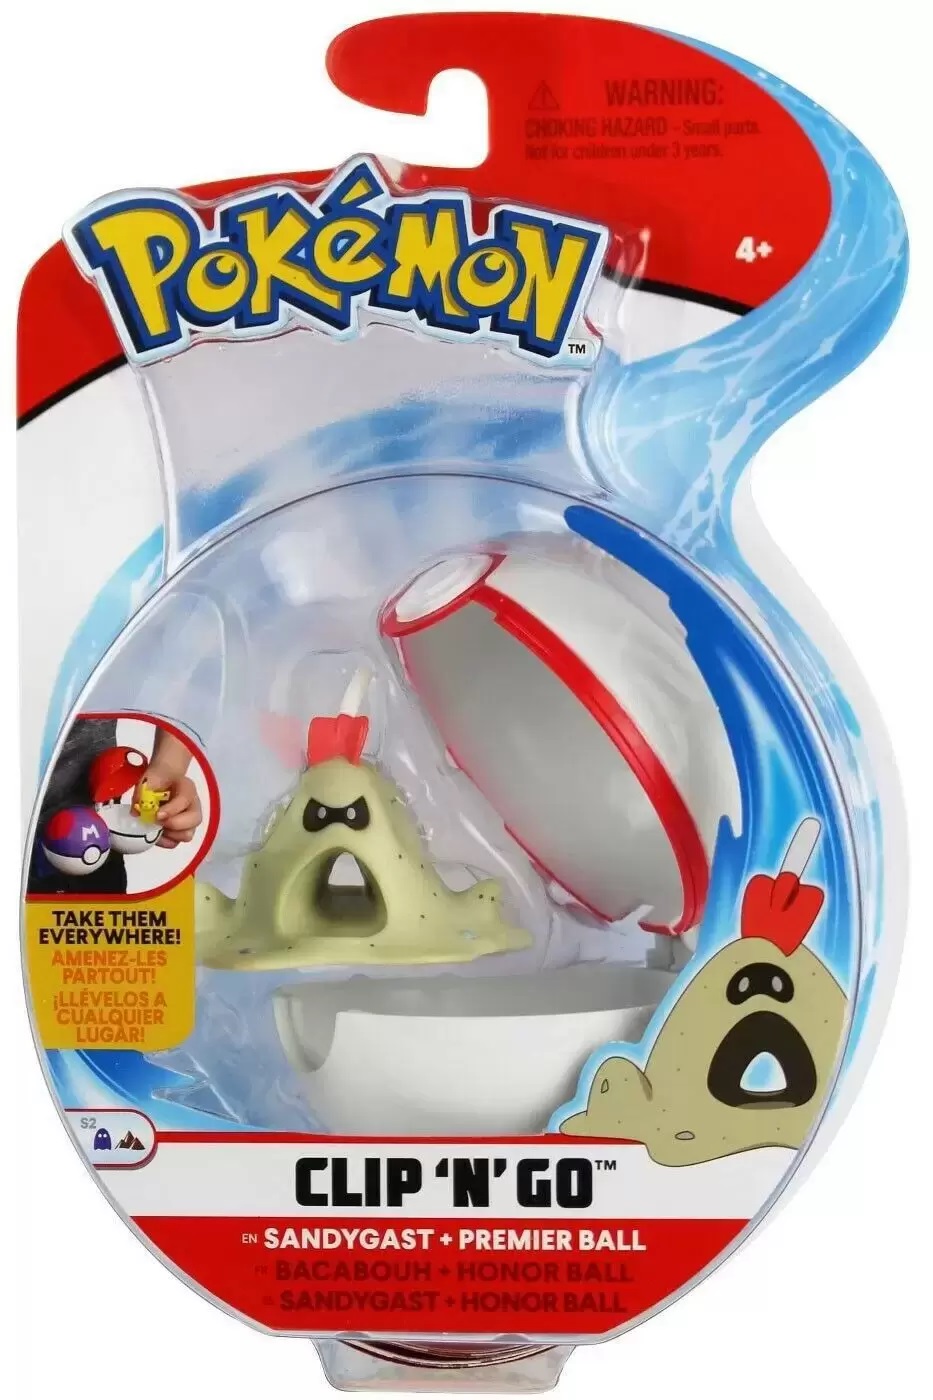 WARNING:
CHOKING HAZARD - Small parts.
Not for children under 3 years.
4+
POKéMON
TM
M
TAKE THEM
EVERYWHERE!
AMENEZ-LES
PARTOUT!
¡LLÉVELOS A
CUALQUIER
LUGAR!
S2
CLIP 'N' GO™
EN SANDYGAST + PREMIER BALL
FR BACABOUH + HONOR BALL
SANDYGAST + HONOR BALL